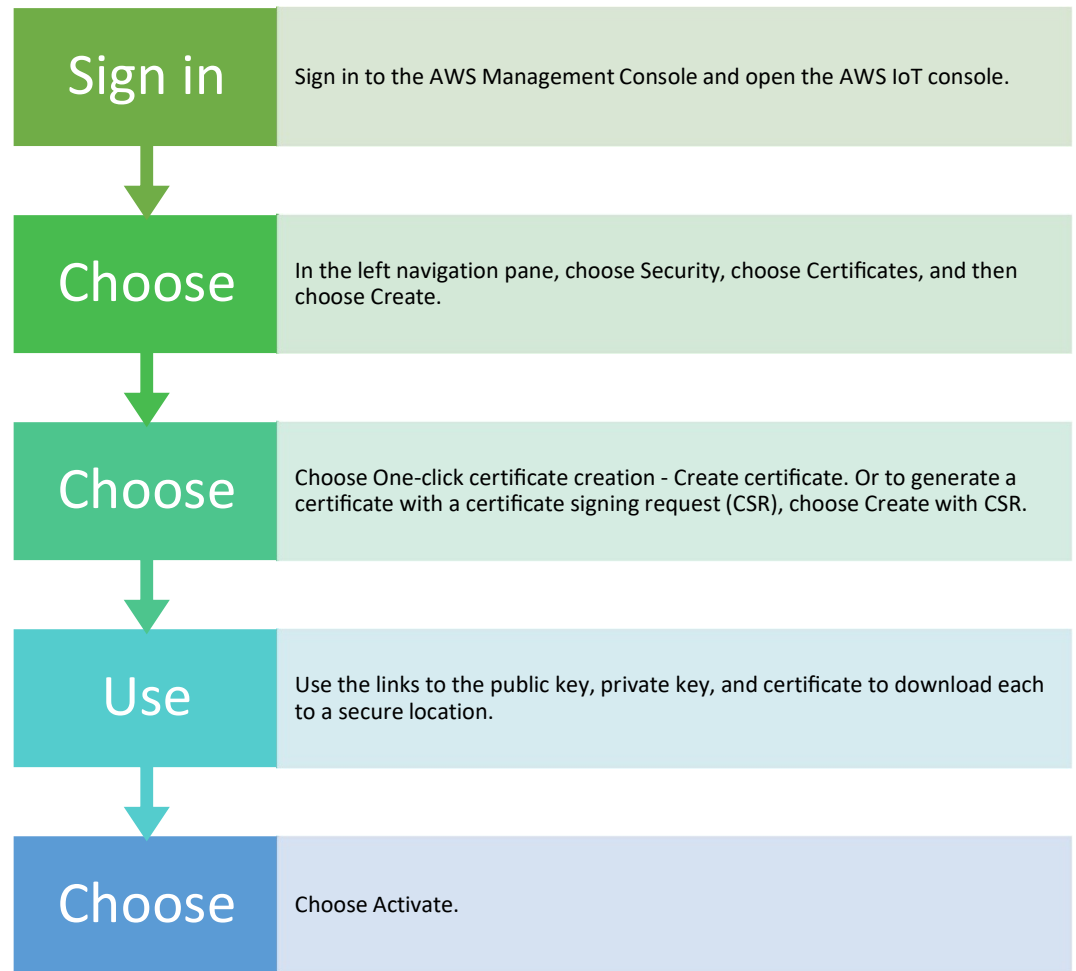 Sign in
Sign in to the AWS Management Console and open the AWS IoT console.
Choose
In the left navigation pane, choose Security, choose Certificates, and then
choose Create.
Choose
Choose One-click certificate creation - Create certificate. Or to generate a
certificate with a certificate signing request (CSR), choose Create with CSR.
Use
Use the links to the public key, private key, and certificate to download each
to a secure location.
Choose
Choose Activate.